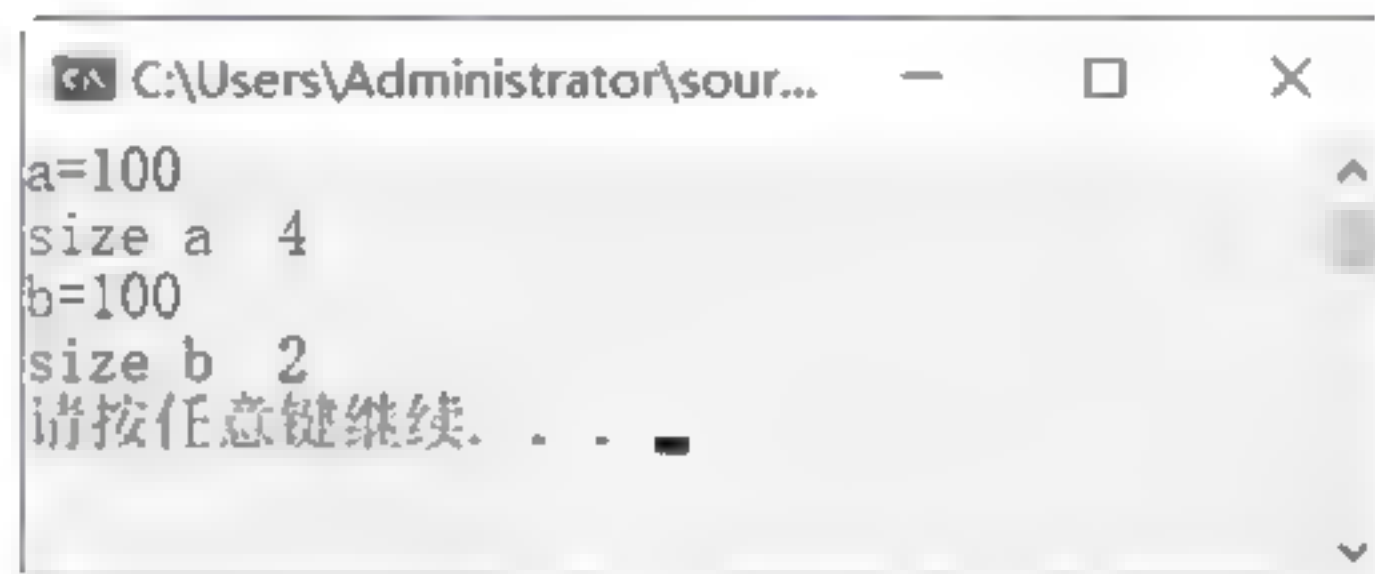 C:\Users\Administrator\sour...
a=100
size a  4
b=100
size b  2
请按任意键继续. . .